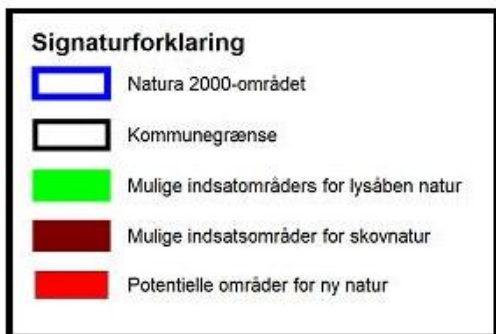 Signaturforklaring
Natura 2000-området
Kommunegrænse
Mulige indsatområders for lysåben natur
Mulige indsatsområder for skovnatur
Potentielle områder for ny natur